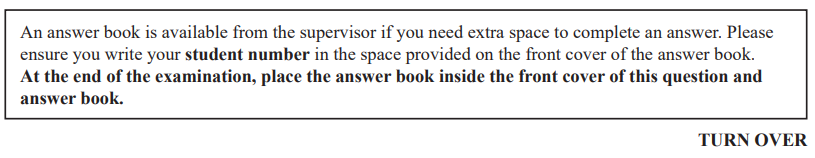 An answer book is available from the supervisor if you need extra space to complete an answer. Please
ensure you write your student number in the space provided on the front cover of the answer book.
At the end of the examination, place the answer book inside the front cover of this question and
answer book.
TURN OVER